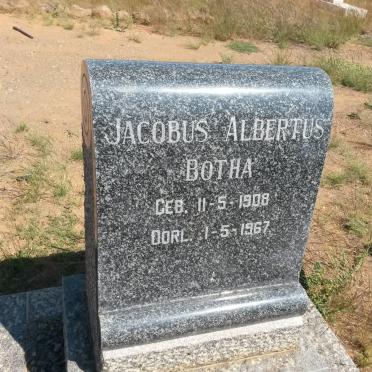 JACOBUS ALBERTUS
BOTHA
GEB. 11-5-1908
OORL. 1-5-1967